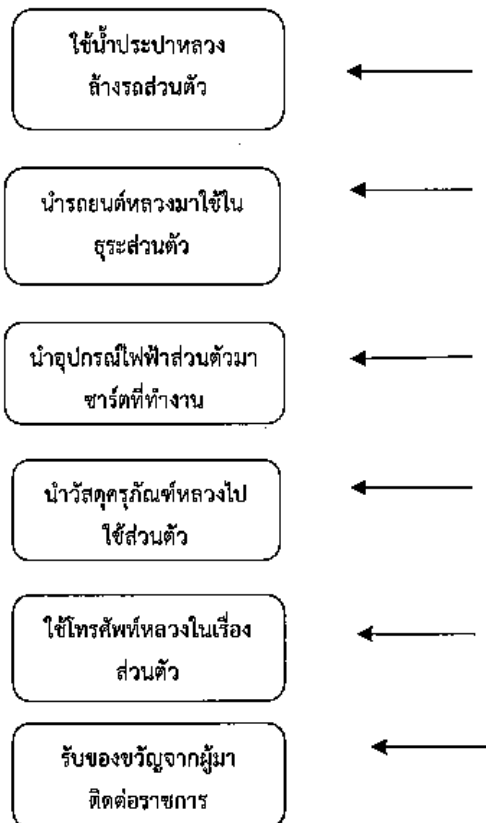 ใช้น้ำประปาหลวง
ล้างรถส่วนตัว
นำรถยนต์หลวงมาใช้ใน
ธุระส่วนตัว
นำอุปกรณ์ไฟฟ้าส่วนตัวมา
ชาร์ตที่ทำงาน
นำวัสดุครุภัณฑ์หลวงไป
ใช้ส่วนตัว
ใช้โทรศัพท์หลวงในเรื่อง
ส่วนตัว
รับของขวัญจากผู้มา
ติดต่อราชการ